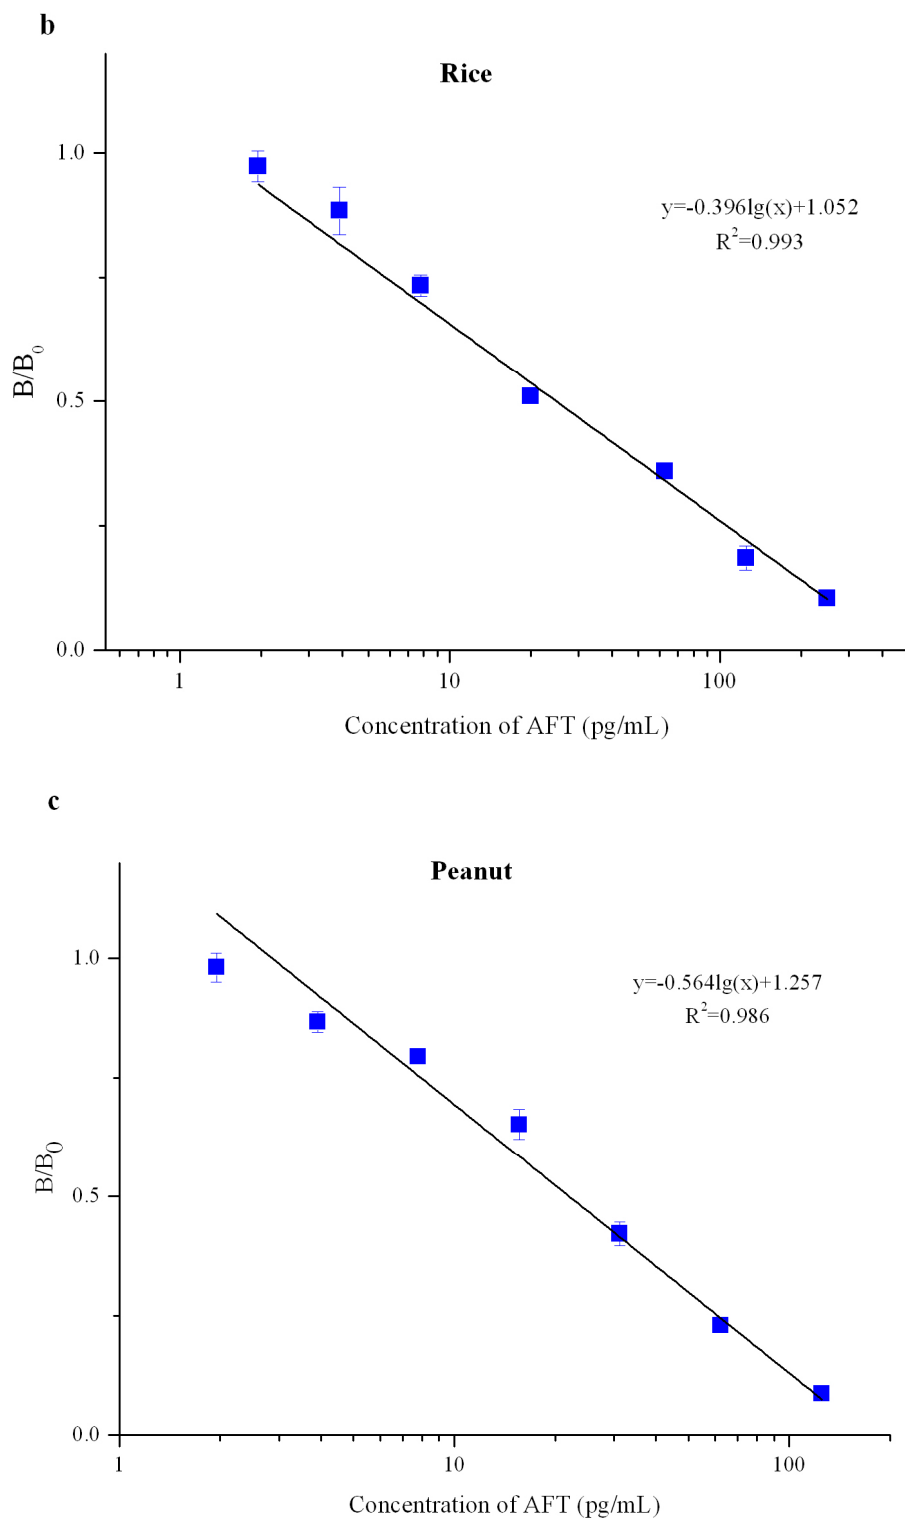 b
Rice
1.0
y=-0.396lg(x)+1.052
R²=0.993
B/B₀
0.5
0.0
1 10 100
Concentration of AFT (pg/mL)
c
Peanut
1.0
y=-0.564lg(x)+1.257
R²=0.986
B/B₀
0.5
0.0
1 10 100
Concentration of AFT (pg/mL)